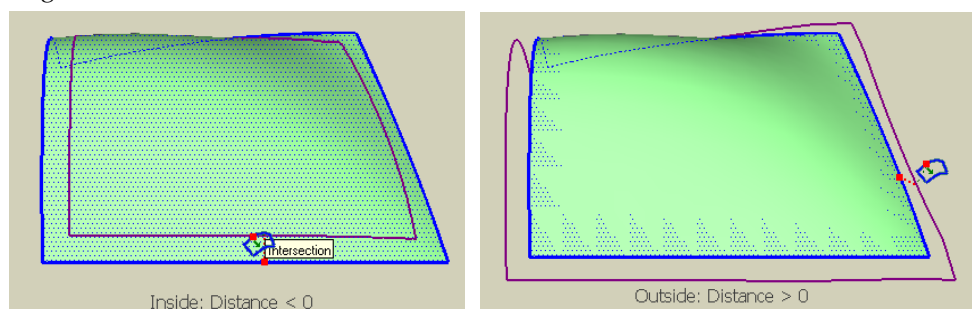 Intersection
Inside: Distance < 0
Outside: Distance > 0